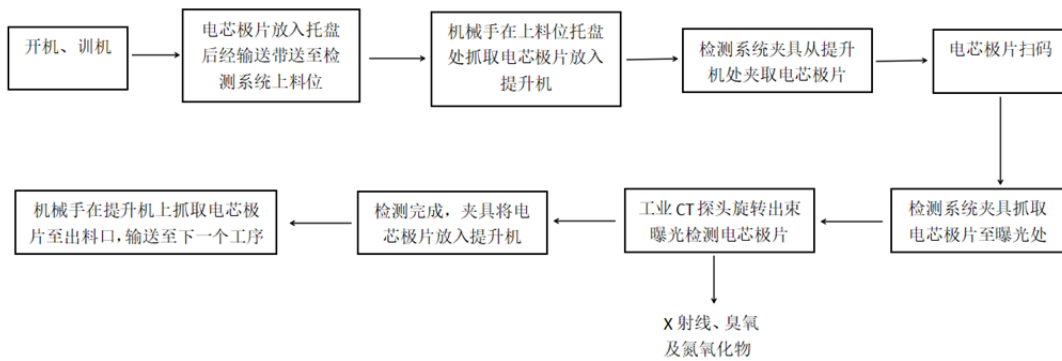 开机、训机
电芯极片放入托盘
后经输送带送至检
测系统上料位
机械手在上料位托盘
处抓取电芯极片放入
提升机
检测系统夹具从提升
机处夹取电芯极片
电芯极片扫码
检测系统夹具抓取
电芯极片至曝光处
工业 CT 探头旋转出束
曝光检测电芯极片
检测完成，夹具将电
芯极片放入提升机
机械手在提升机上抓取电芯极
片至出料口，输送至下一个工序
X 射线、臭氧
及氮氧化物